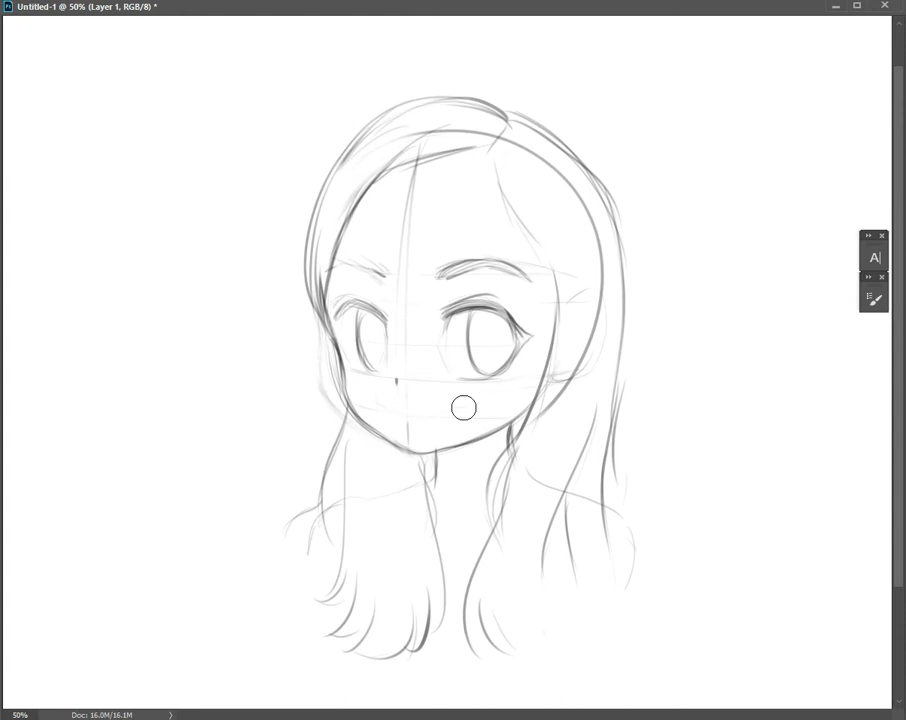 Untitled-1 @ 50% (Layer 1, RGB/8) *
A
50%
Doc: 16.0M/16.1M